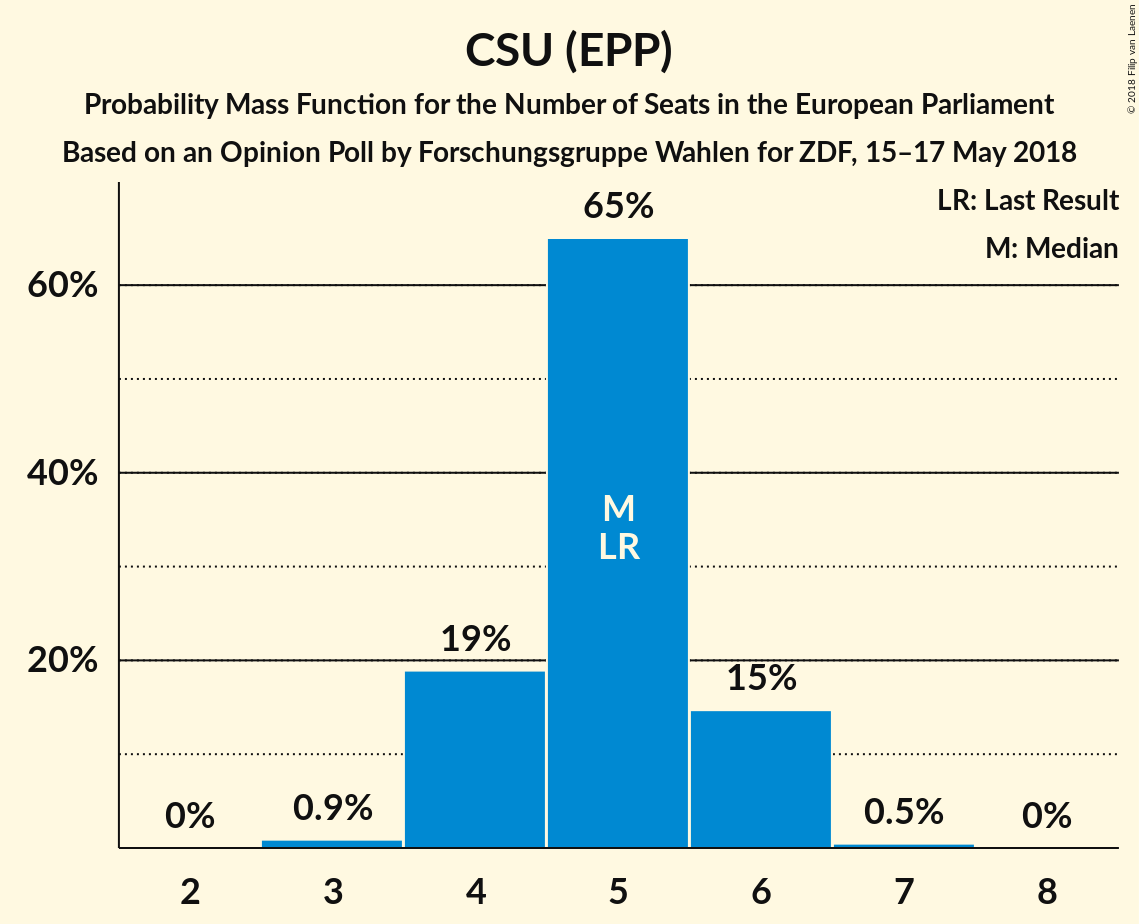 CSU (EPP)
Probability Mass Function for the Number of Seats in the European Parliament
Based on an Opinion Poll by Forschungsgruppe Wahlen for ZDF, 15–17 May 2018
© 2018 Filip van Laenen
LR: Last Result
M: Median
65%
60%
40%
M
LR
19%
20%
15%
0%
0.9%
0.5%
0%
2 3 4 5 6 7 8